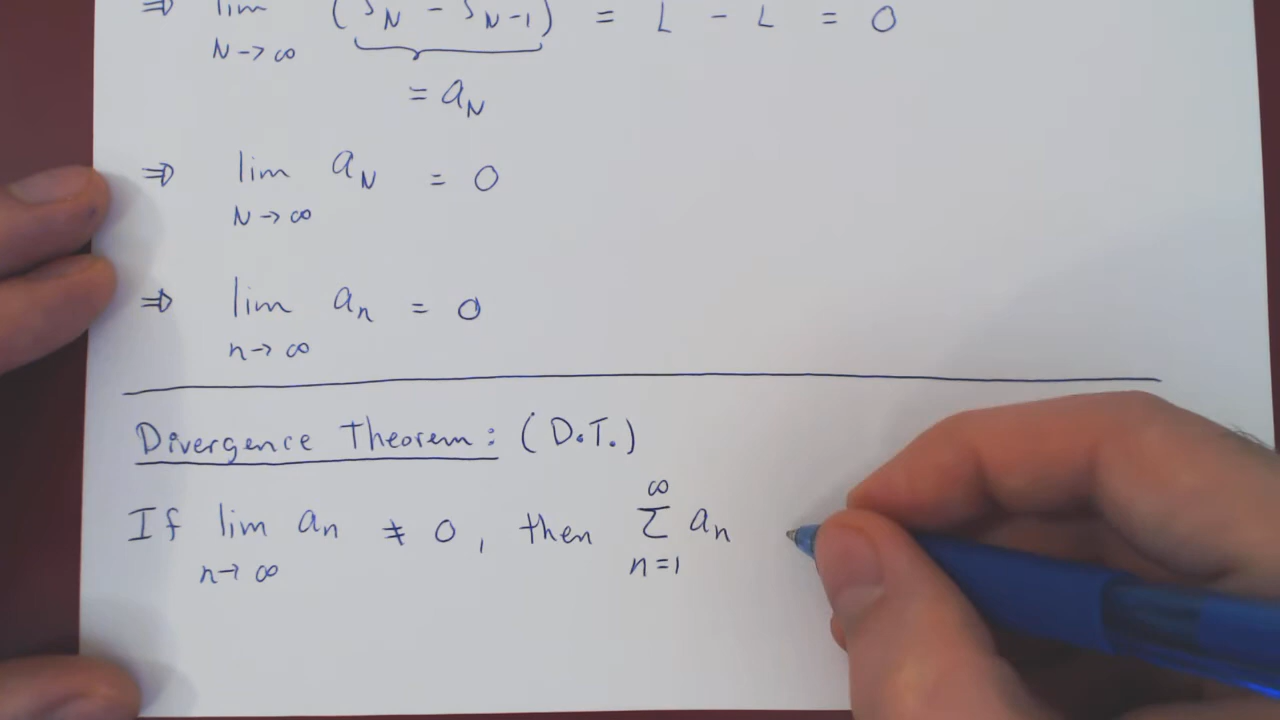 ⇒ lim (S_N - S_{N-1}) = L - L = 0
N→∞
= a_N
⇒ lim a_N = 0
N→∞
⇒ lim a_n = 0
n→∞
Divergence Theorem: (D.T.)
If lim a_n ≠ 0, then ∞ Σ a_n
n→∞ n=1